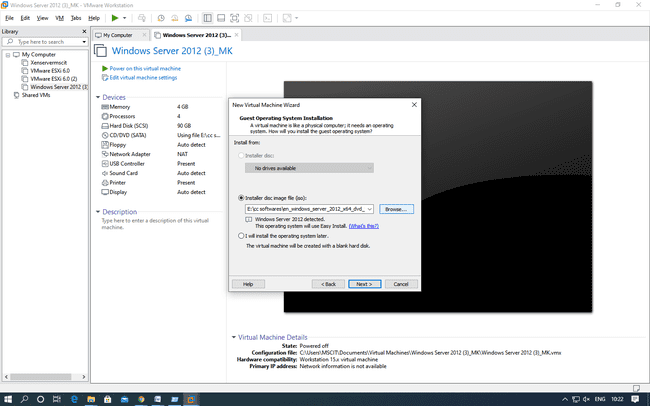 Windows Server 2012 (3)_MK - VMware Workstation
File Edit View VM Tabs Help
Library
Type here to search
My Computer
Xenservermscit
VMware ESXi 6.0
VMware ESXi 6.0 (2)
Windows Server 2012 (3)
Shared VMs
My Computer
Windows Server 2012 (3)...
Windows Server 2012 (3)_MK
Power on this virtual machine
Edit virtual machine settings
Devices
Memory 4 GB
Processors 4
Hard Disk (SCSI) 90 GB
CD/DVD (SATA) Using file E:\cc s...
Floppy Auto detect
Network Adapter NAT
USB Controller Present
Sound Card Auto detect
Printer Present
Display Auto detect
Description
Type here to enter a description of this virtual
machine.
New Virtual Machine Wizard
Guest Operating System Installation
A virtual machine is like a physical computer; it needs an operating
system. How will you install the guest operating system?
Install from:
Installer disc:
No drives available
Installer disc image file (iso):
E:\cc softwares\en_windows_server_2012_x64_dvd_
Browse...
Windows Server 2012 detected.
This operating system will use Easy Install. (What's this?)
I will install the operating system later.
The virtual machine will be created with a blank hard disk.
Help
< Back
Next >
Cancel
Virtual Machine Details
State: Powered off
Configuration file: C:\Users\MSCIT\Documents\Virtual Machines\Windows Server 2012 (3)_MK\Windows Server 2012 (3)_MK.vmx
Hardware compatibility: Workstation 15.x virtual machine
Primary IP address: Network information is not available
ENG 10:22